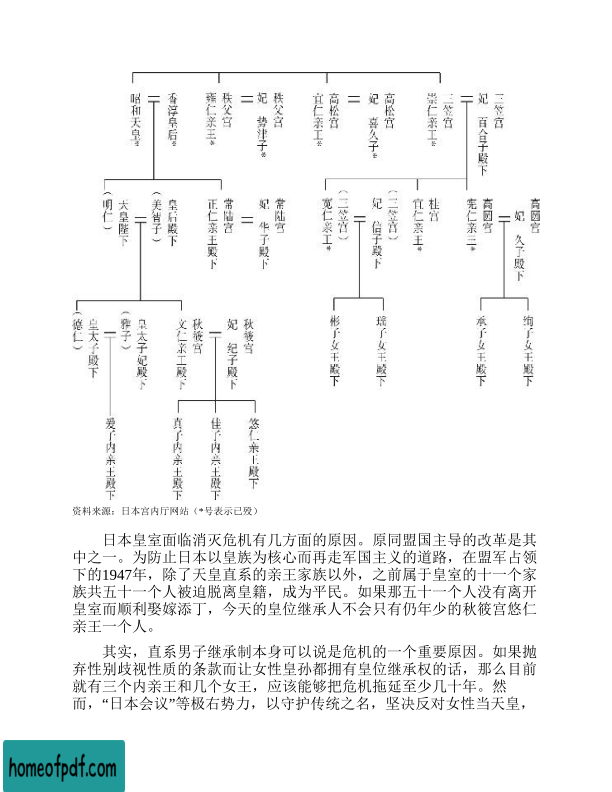 昭和天皇*
香淳皇后*
秩父宫
雍仁亲王*
秩父宫
妃 势津子*
高松宫
宣仁亲王*
高松宫
妃 喜久子*
三笠宫
崇仁亲王*
三笠宫
妃 百合子殿下
天皇陛下
(明仁)
皇后殿下
(美智子)
常陆宫
正仁亲王殿下
常陆宫
妃 华子殿下
(三笠宫)
宽仁亲王*
(三笠宫)
妃 信子殿下
桂宫
宜仁亲王*
高圆宫
宪仁亲王*
高圆宫
妃 久子殿下
皇太子殿下
(德仁)
皇太子妃殿下
(雅子)
秋筱宫
文仁亲王殿下
秋筱宫
妃 纪子殿下
彬子女王殿下
瑶子女王殿下
承子女王殿下
绚子女王殿下
爱子内亲王殿下
真子内亲王殿下
佳子内亲王殿下
悠仁亲王殿下
资料来源：日本宫内厅网站（*号表示已殁）
日本皇室面临消灭危机有几方面的原因。原同盟国主导的改革是其
中之一。为防止日本以皇族为核心而再走军国主义的道路，在盟军占领
下的1947年，除了天皇直系的亲王家族以外，之前属于皇室的十一个家
族共五十一个人被迫脱离皇籍，成为平民。如果那五十一个人没有离开
皇室而顺利娶嫁添丁，今天的皇位继承人不会只有仍年少的秋筱宫悠仁
亲王一个人。
其实，直系男子继承制本身可以说是危机的一个重要原因。如果抛
弃性别歧视性质的条款而让女性皇孙都拥有皇位继承权的话，那么目前
就有三个内亲王和几个女王，应该能够把危机拖延至少几十年。然
而，“日本会议”等极右势力，以守护传统之名，坚决反对女性当天皇，
homeofpdf.com